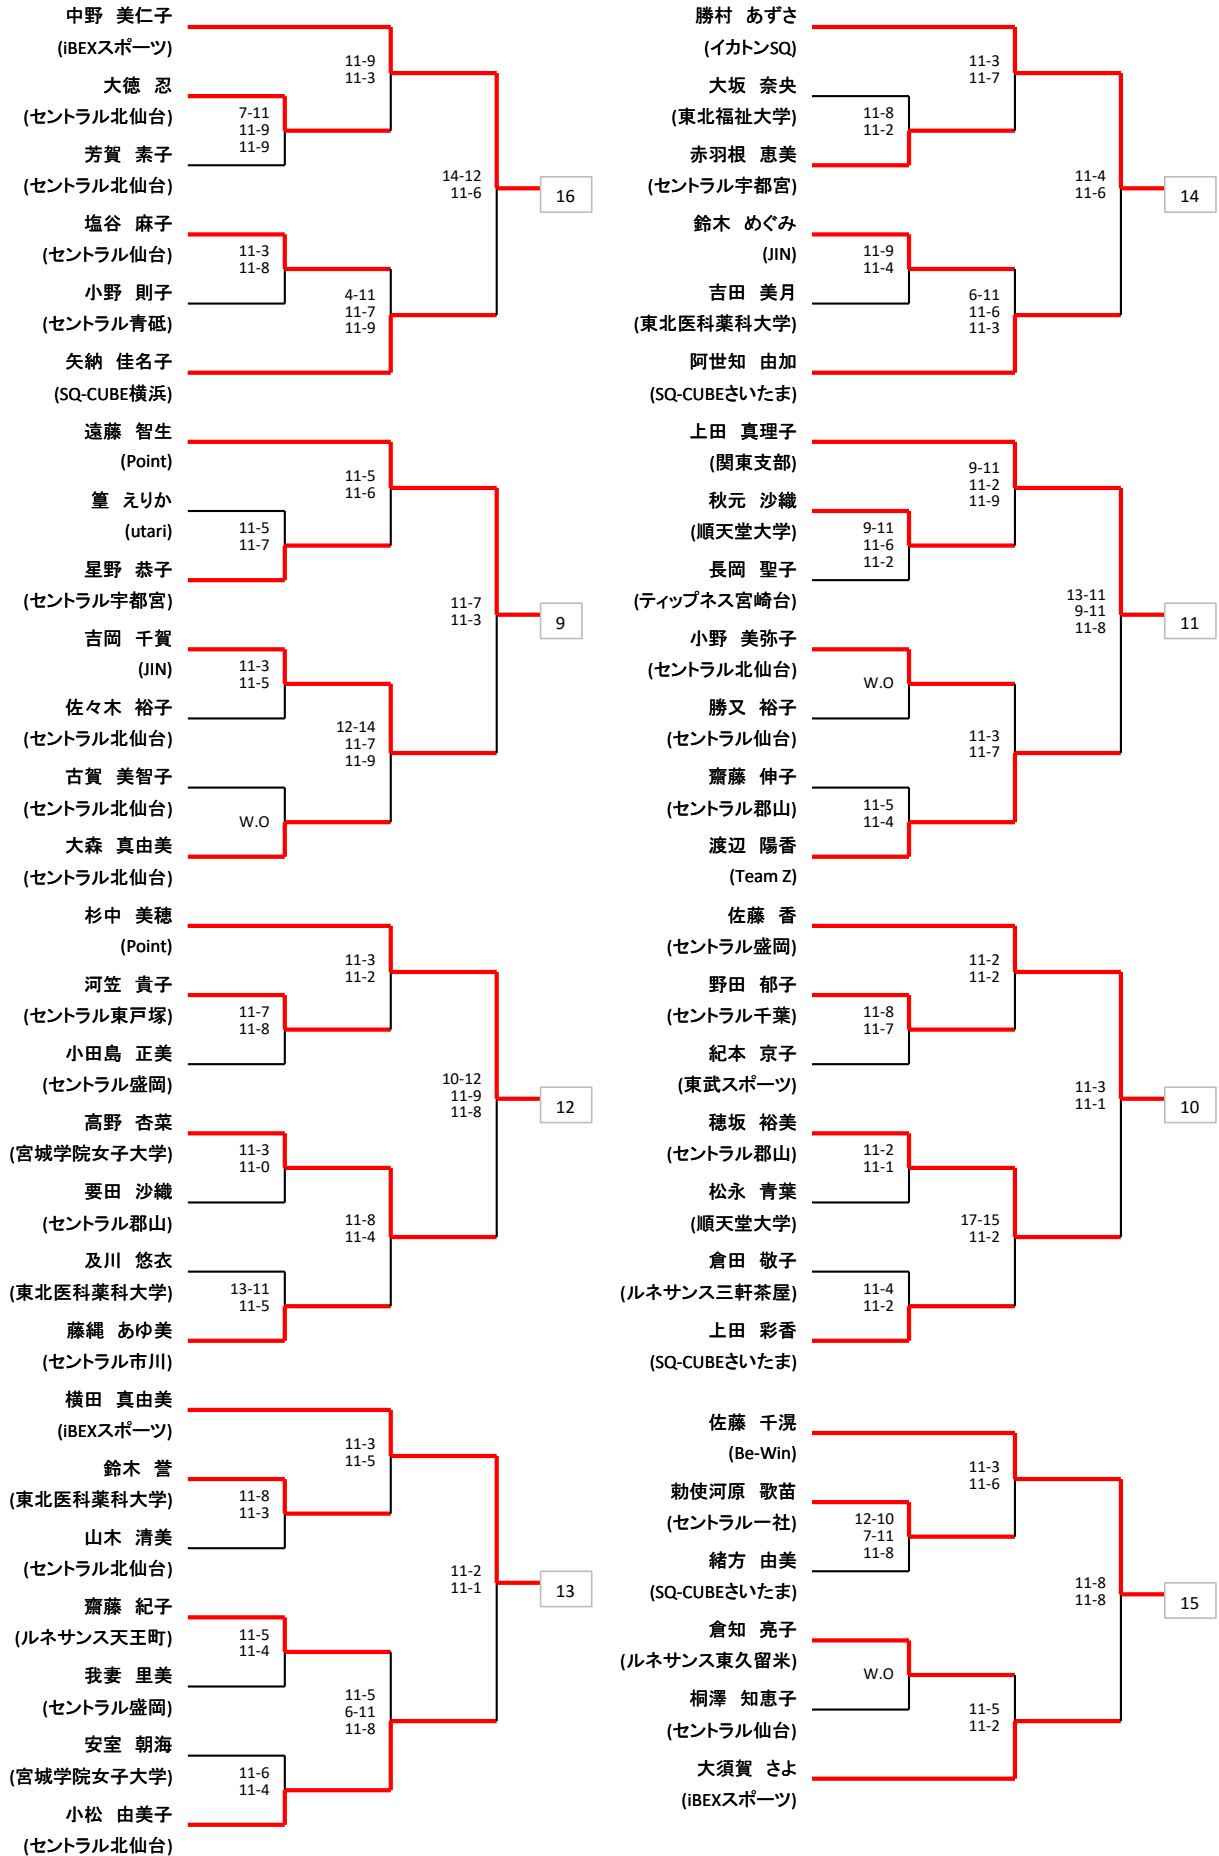 中野 美仁子
(iBEXスポーツ)
11-9
11-3
大徳 忍
(セントラル北仙台)
7-11
11-9
11-9
芳賀 素子
(セントラル北仙台)
14-12
11-6
16
塩谷 麻子
(セントラル仙台)
11-3
11-8
小野 則子
(セントラル青砥)
4-11
11-7
11-9
矢納 佳名子
(SQ-CUBE横浜)
遠藤 智生
(Point)
11-5
11-6
篁 えりか
(utari)
11-5
11-7
星野 恭子
(セントラル宇都宮)
11-7
11-3
9
吉岡 千賀
(JIN)
11-3
11-5
佐々木 裕子
(セントラル北仙台)
12-14
11-7
11-9
古賀 美智子
(セントラル北仙台)
W.O
大森 真由美
(セントラル北仙台)
杉中 美穂
(Point)
11-3
11-2
河笠 貴子
(セントラル東戸塚)
11-7
11-8
小田島 正美
(セントラル盛岡)
10-12
11-9
11-8
12
高野 杏菜
(宮城学院女子大学)
11-3
11-0
要田 沙織
(セントラル郡山)
11-8
11-4
及川 悠衣
(東北医科薬科大学)
13-11
11-5
藤縄 あゆ美
(セントラル市川)
横田 真由美
(iBEXスポーツ)
11-3
11-5
鈴木 誉
(東北医科薬科大学)
11-8
11-3
山木 清美
(セントラル北仙台)
11-2
11-1
13
齋藤 紀子
(ルネサンス天王町)
11-5
11-4
我妻 里美
(セントラル盛岡)
11-5
6-11
11-8
安室 朝海
(宮城学院女子大学)
11-6
11-4
小松 由美子
(セントラル北仙台)
勝村 あずさ
(イカトンSQ)
11-3
11-7
大坂 奈央
(東北福祉大学)
11-8
11-2
赤羽根 恵美
(セントラル宇都宮)
11-4
11-6
14
鈴木 めぐみ
(JIN)
11-9
11-4
吉田 美月
(東北医科薬科大学)
6-11
11-6
11-3
阿世知 由加
(SQ-CUBEさいたま)
上田 真理子
(関東支部)
9-11
11-2
11-9
秋元 沙織
(順天堂大学)
9-11
11-6
11-2
長岡 聖子
(ティップネス宮崎台)
13-11
9-11
11-8
11
小野 美弥子
(セントラル北仙台)
W.O
勝又 裕子
(セントラル仙台)
11-3
11-7
齋藤 伸子
(セントラル郡山)
11-5
11-4
渡辺 陽香
(Team Z)
佐藤 香
(セントラル盛岡)
11-2
11-2
野田 郁子
(セントラル千葉)
11-8
11-7
紀本 京子
(東武スポーツ)
11-3
11-1
10
穂坂 裕美
(セントラル郡山)
11-2
11-1
松永 青葉
(順天堂大学)
17-15
11-2
倉田 敬子
(ルネサンス三軒茶屋)
11-4
11-2
上田 彩香
(SQ-CUBEさいたま)
佐藤 千滉
(Be-Win)
11-3
11-6
勅使河原 歌苗
(セントラル一社)
12-10
7-11
11-8
緒方 由美
(SQ-CUBEさいたま)
11-8
11-8
15
倉知 亮子
(ルネサンス東久留米)
W.O
桐澤 知恵子
(セントラル仙台)
11-5
11-2
大須賀 さよ
(iBEXスポーツ)